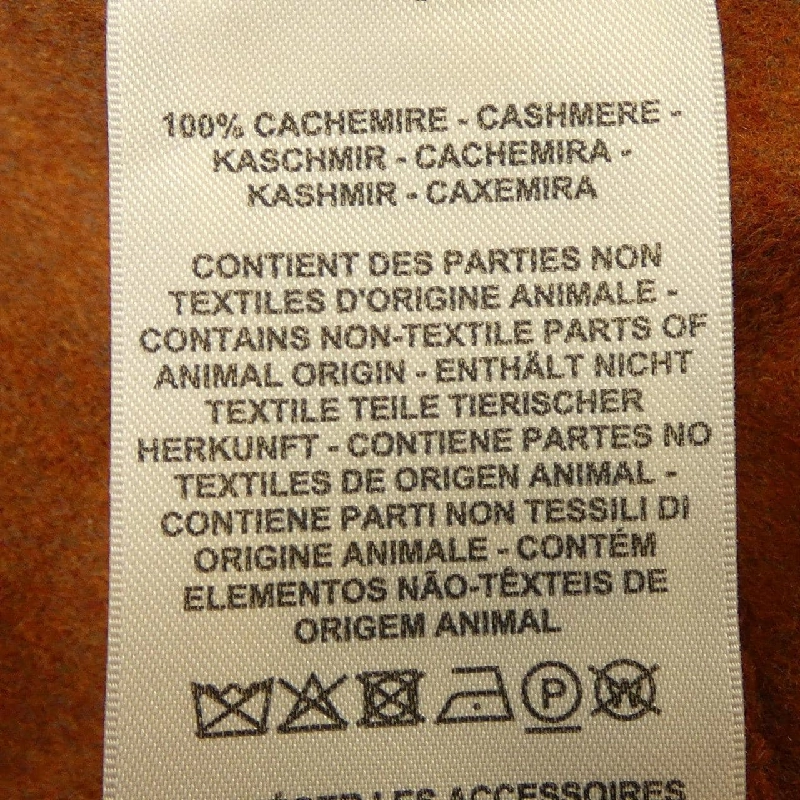 100% CACHEMIRE - CASHMERE -
KASCHMIR - CACHEMIRA -
KASHMIR - CAXEMIRA
CONTIENT DES PARTIES NON
TEXTILES D'ORIGINE ANIMALE -
CONTAINS NON-TEXTILE PARTS OF
ANIMAL ORIGIN - ENTHÄLT NICHT
TEXTILE TEILE TIERISCHER
HERKUNFT - CONTIENE PARTES NO
TEXTILES DE ORIGEN ANIMAL -
CONTIENE PARTI NON TESSILI DI
ORIGINE ANIMALE - CONTÉM
ELEMENTOS NÃO-TÊXTEIS DE
ORIGEM ANIMAL
P W
LES ACCESSOIRES